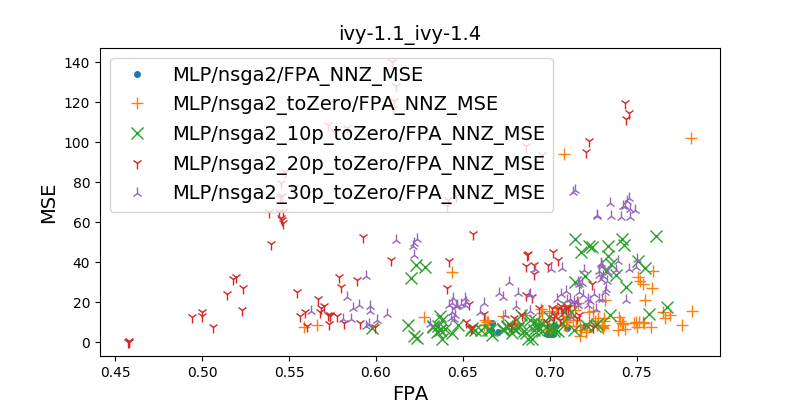 ivy-1.1_ivy-1.4
MLP/nsga2/FPA_NNZ_MSE
MLP/nsga2_toZero/FPA_NNZ_MSE
MLP/nsga2_10p_toZero/FPA_NNZ_MSE
MLP/nsga2_20p_toZero/FPA_NNZ_MSE
MLP/nsga2_30p_toZero/FPA_NNZ_MSE
140
120
100
80
60
40
20
0
MSE
0.45 0.50 0.55 0.60 0.65 0.70 0.75
FPA